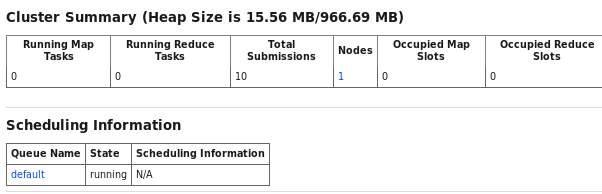 Cluster Summary (Heap Size is 15.56 MB/966.69 MB)
Running Map Tasks Running Reduce Tasks Total Submissions Nodes Occupied Map Slots Occupied Reduce Slots
0 0 10 1 0 0
Scheduling Information
Queue Name State Scheduling Information
default running N/A